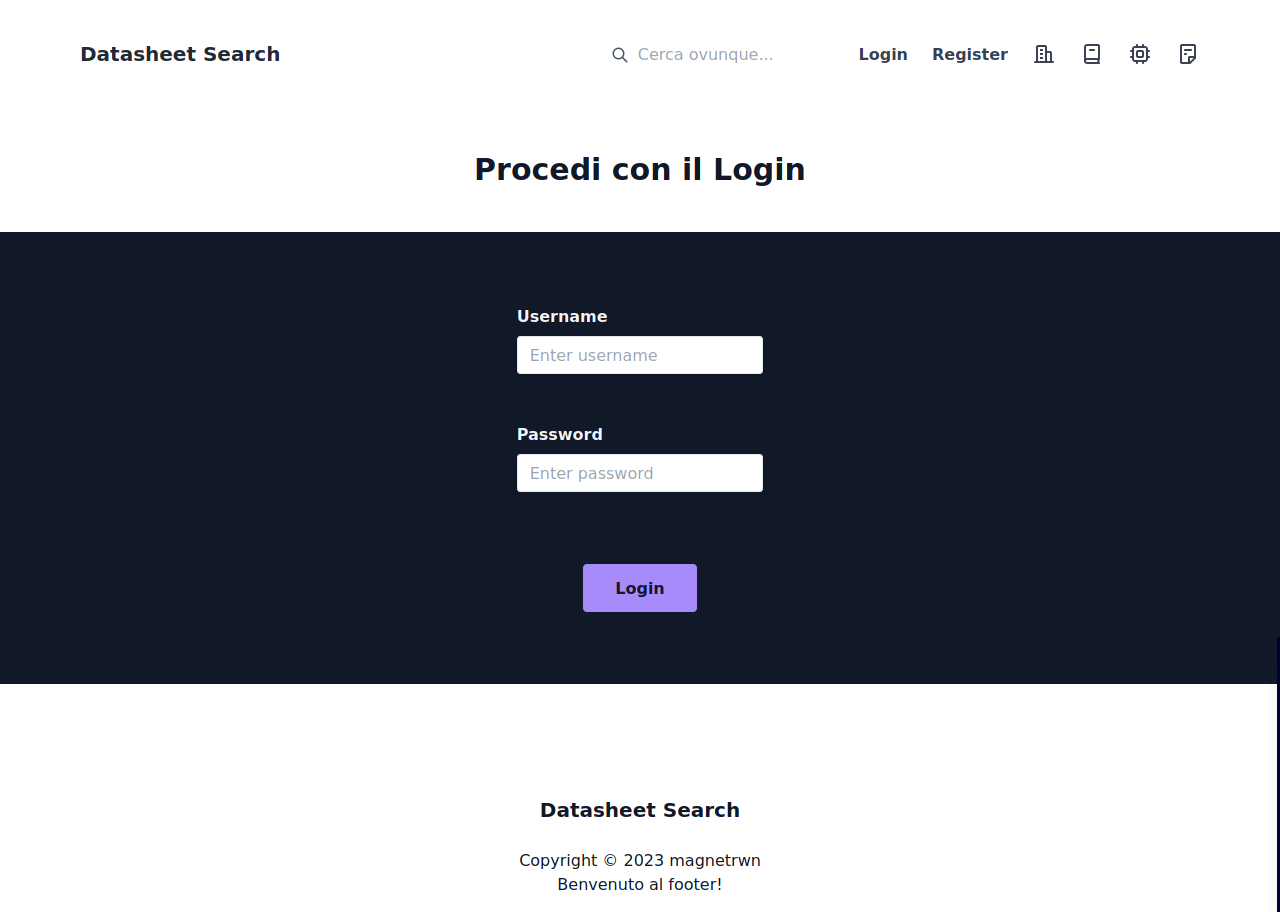 Datasheet Search
Cerca ovunque...
Login
Register
Procedi con il Login
Username
Enter username
Password
Enter password
Login
Datasheet Search
Copyright © 2023 magnetrwn
Benvenuto al footer!